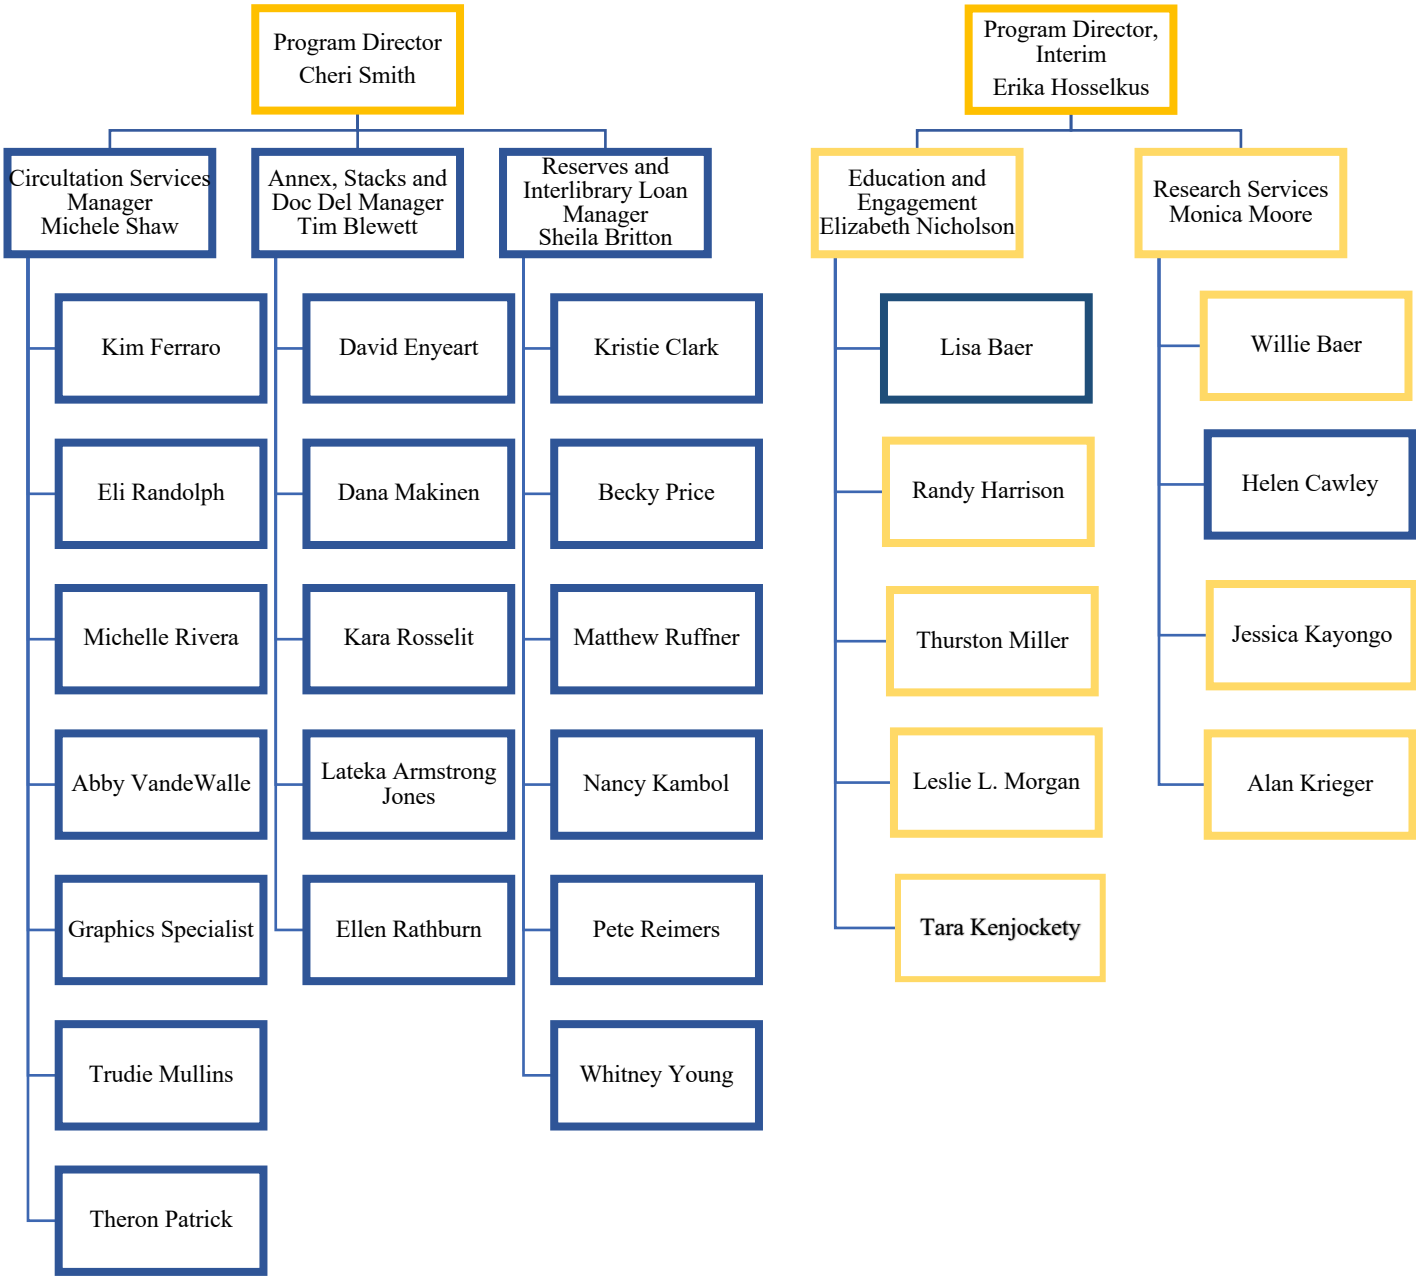 Program Director
Cheri Smith
Circultation Services
Manager
Michele Shaw
Kim Ferraro
Eli Randolph
Michelle Rivera
Abby VandeWalle
Graphics Specialist
Trudie Mullins
Theron Patrick
Annex, Stacks and
Doc Del Manager
Tim Blewett
David Enyeart
Dana Makinen
Kara Rosselit
Lateka Armstrong
Jones
Ellen Rathburn
Reserves and
Interlibrary Loan
Manager
Sheila Britton
Kristie Clark
Becky Price
Matthew Ruffner
Nancy Kambol
Pete Reimers
Whitney Young
Program Director,
Interim
Erika Hosselkus
Education and
Engagement
Elizabeth Nicholson
Lisa Baer
Randy Harrison
Thurston Miller
Leslie L. Morgan
Tara Kenjockety
Research Services
Monica Moore
Willie Baer
Helen Cawley
Jessica Kayongo
Alan Krieger